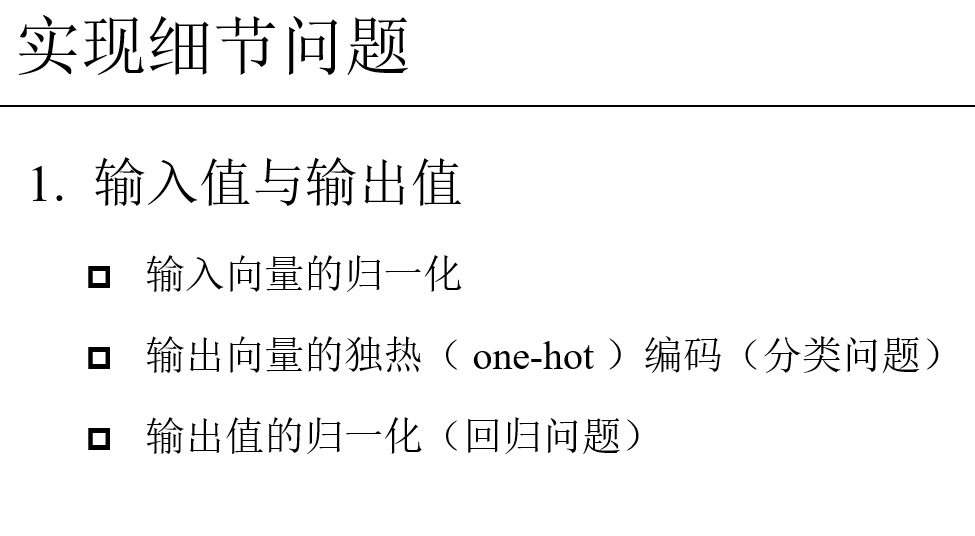 实现细节问题
1. 输入值与输出值
输入向量的归一化
输出向量的独热（one-hot）编码（分类问题）
输出值的归一化（回归问题）